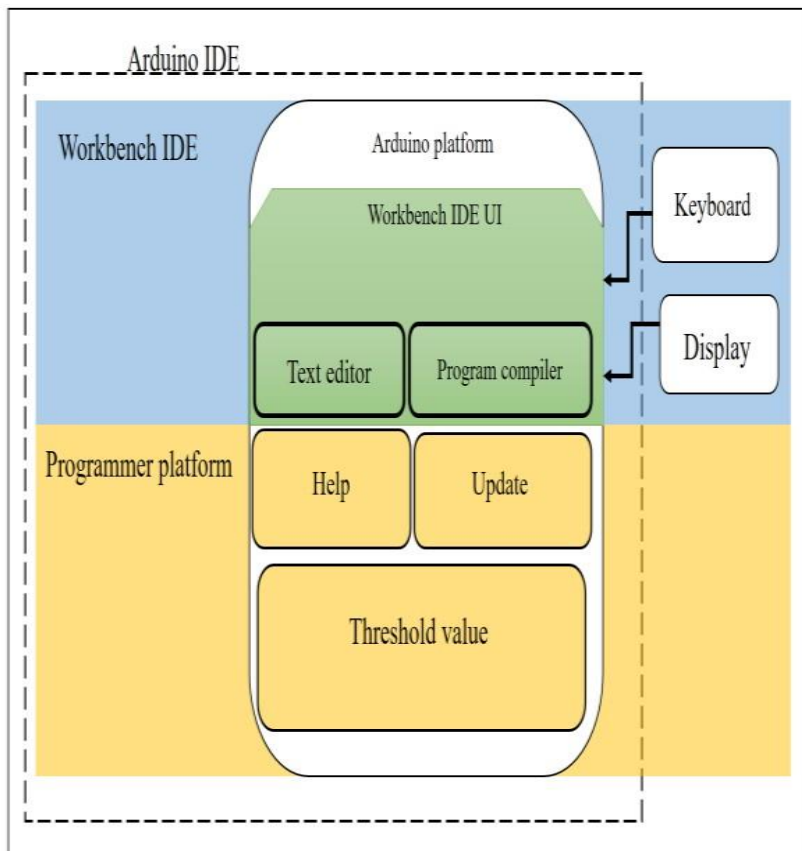 Arduino IDE
Workbench IDE
Arduino platform
Workbench IDE UI
Keyboard
Text editor
Program compiler
Display
Programmer platform
Help
Update
Threshold value